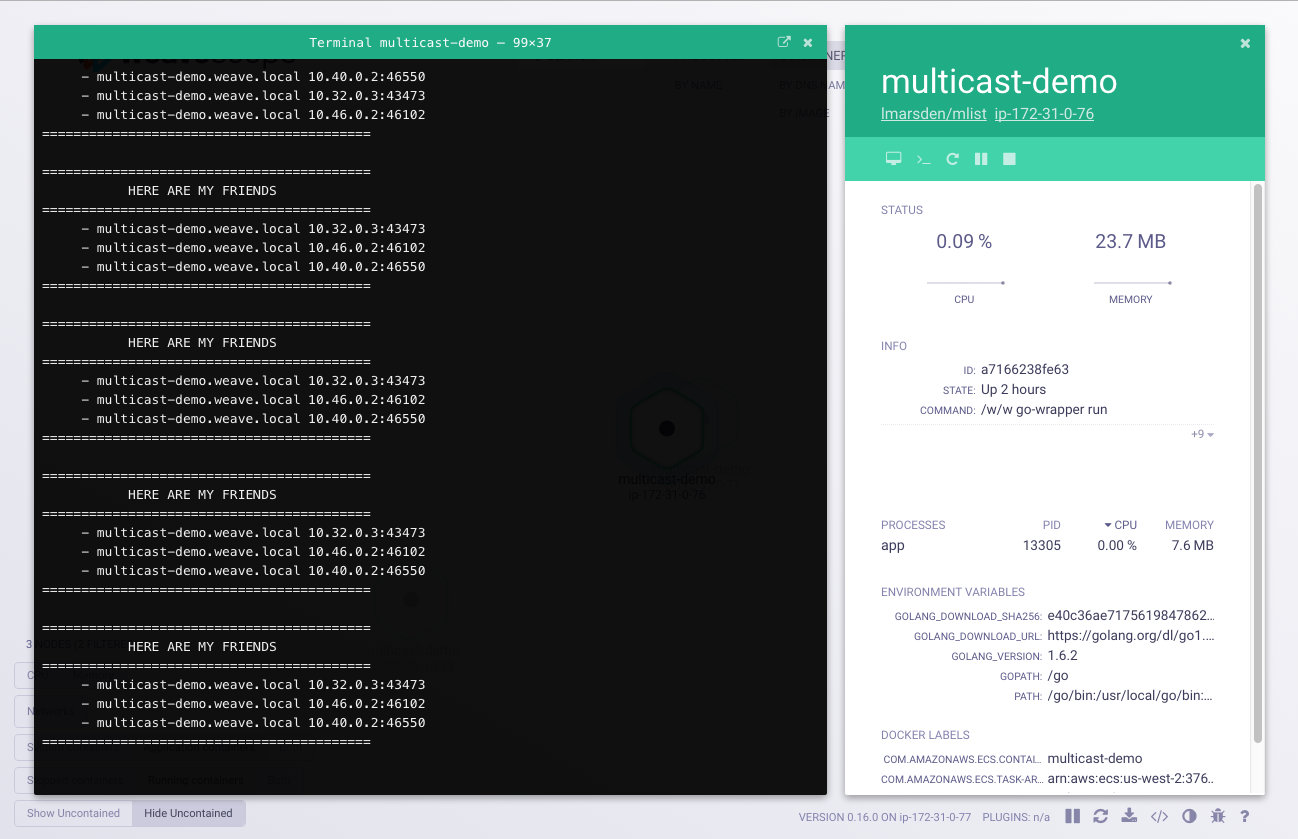 Terminal multicast-demo — 99×37
- multicast-demo.weave.local 10.40.0.2:46550
- multicast-demo.weave.local 10.32.0.3:43473
- multicast-demo.weave.local 10.46.0.2:46102
==========================================
==========================================
HERE ARE MY FRIENDS
==========================================
- multicast-demo.weave.local 10.32.0.3:43473
- multicast-demo.weave.local 10.46.0.2:46102
- multicast-demo.weave.local 10.40.0.2:46550
==========================================
==========================================
HERE ARE MY FRIENDS
==========================================
- multicast-demo.weave.local 10.32.0.3:43473
- multicast-demo.weave.local 10.46.0.2:46102
- multicast-demo.weave.local 10.40.0.2:46550
==========================================
==========================================
HERE ARE MY FRIENDS
==========================================
- multicast-demo.weave.local 10.32.0.3:43473
- multicast-demo.weave.local 10.46.0.2:46102
- multicast-demo.weave.local 10.40.0.2:46550
==========================================
==========================================
HERE ARE MY FRIENDS
==========================================
- multicast-demo.weave.local 10.32.0.3:43473
- multicast-demo.weave.local 10.46.0.2:46102
- multicast-demo.weave.local 10.40.0.2:46550
==========================================
BY NAME
BY IMAGE
multicast-demo
ip-172-31-0-76
Running containers
Show Uncontained Hide Uncontained
multicast-demo
lmarsden/mlist ip-172-31-0-76
STATUS
0.09 % 23.7 MB
CPU MEMORY
INFO
ID: a7166238fe63
STATE: Up 2 hours
COMMAND: /w/w go-wrapper run
+9
PROCESSES PID CPU MEMORY
app 13305 0.00 % 7.6 MB
ENVIRONMENT VARIABLES
GOLANG_DOWNLOAD_SHA256: e40c36ae7175619847862…
GOLANG_DOWNLOAD_URL: https://golang.org/dl/go1.…
GOLANG_VERSION: 1.6.2
GOPATH: /go
PATH: /go/bin:/usr/local/go/bin:…
DOCKER LABELS
COM.AMAZONAWS.ECS.CONTAI… multicast-demo
COM.AMAZONAWS.ECS.TASK-AR… arn:aws:ecs:us-west-2:376…
VERSION 0.16.0 ON ip-172-31-0-77 PLUGINS: n/a